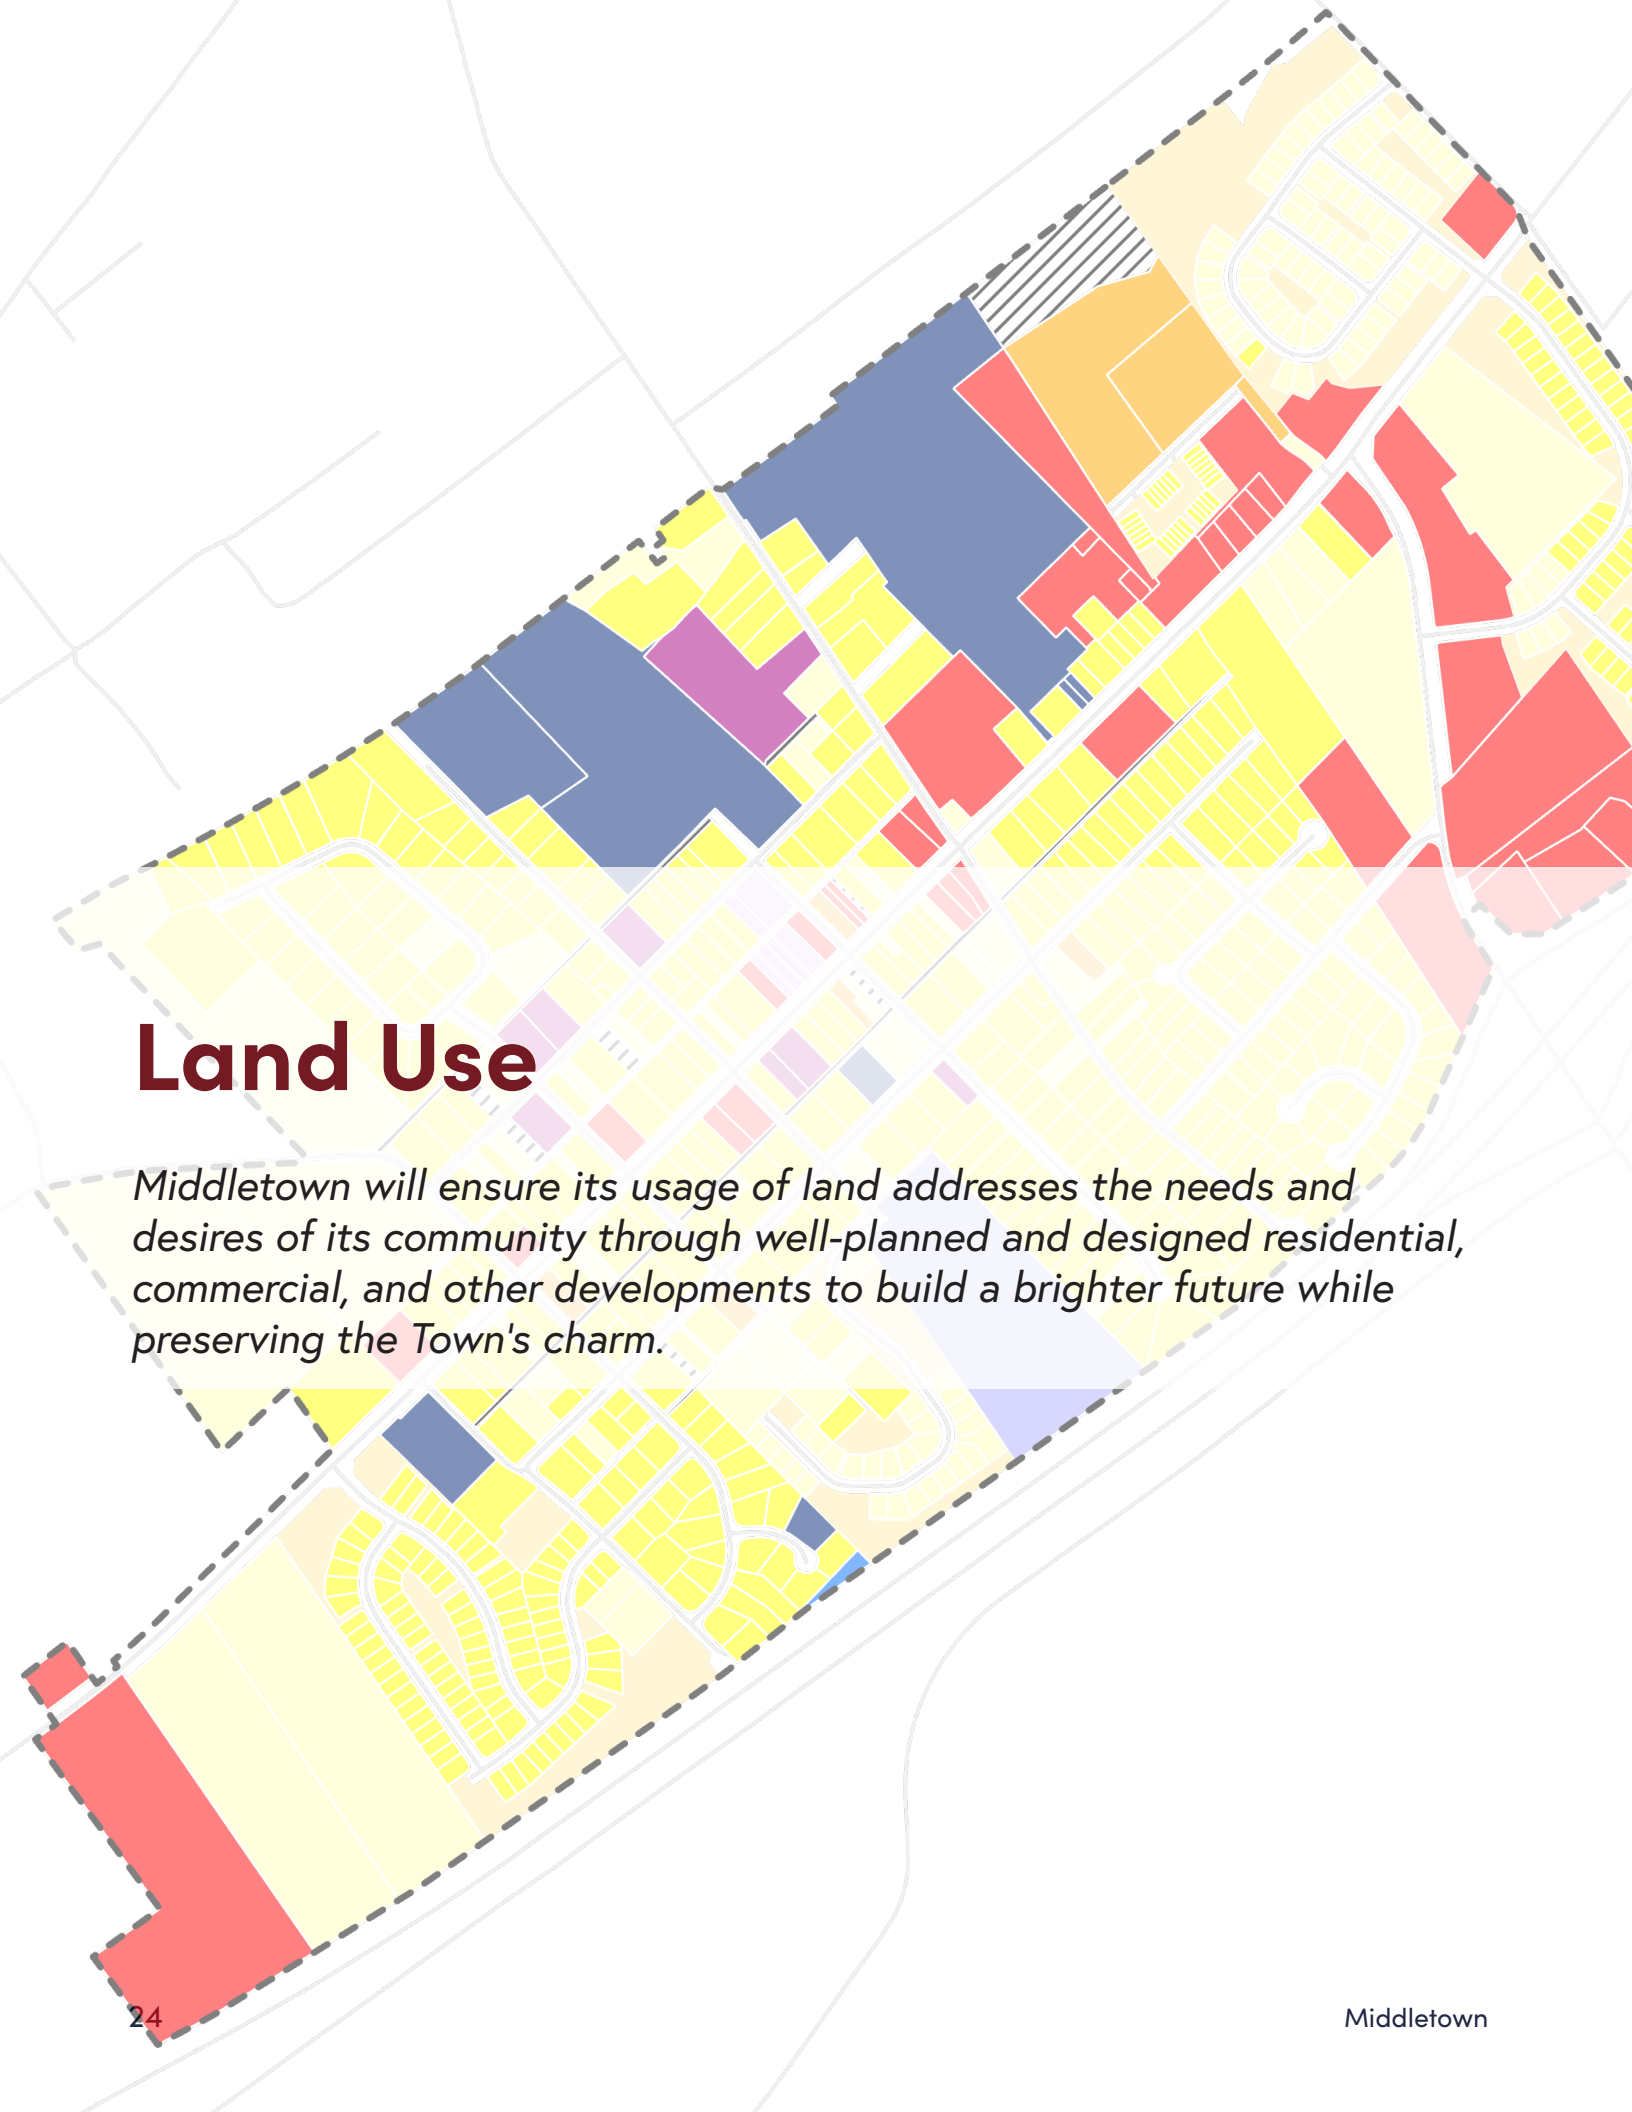 Land Use
Middletown will ensure its usage of land addresses the needs and
desires of its community through well-planned and designed residential,
commercial, and other developments to build a brighter future while
preserving the Town's charm.
24
Middletown